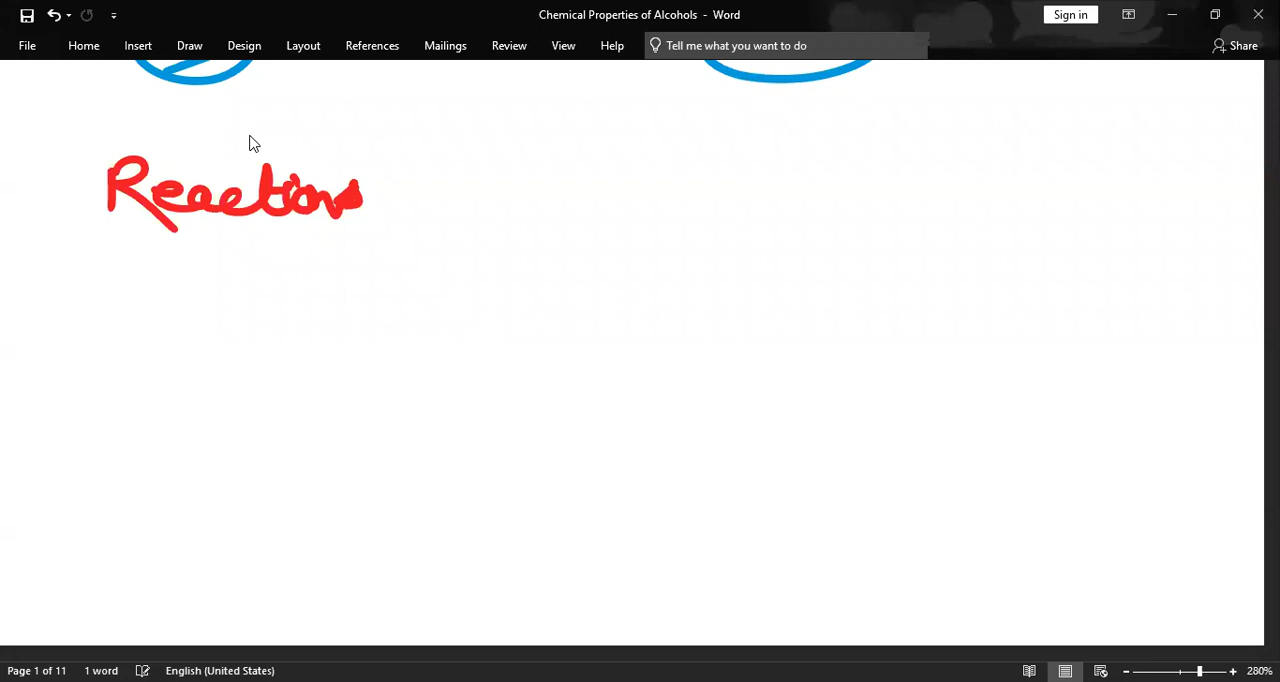 Chemical Properties of Alcohols - Word
Sign in
File Home Insert Draw Design Layout References Mailings Review View Help Tell me what you want to do Share
Reactions
Page 1 of 11 1 word English (United States) 280%